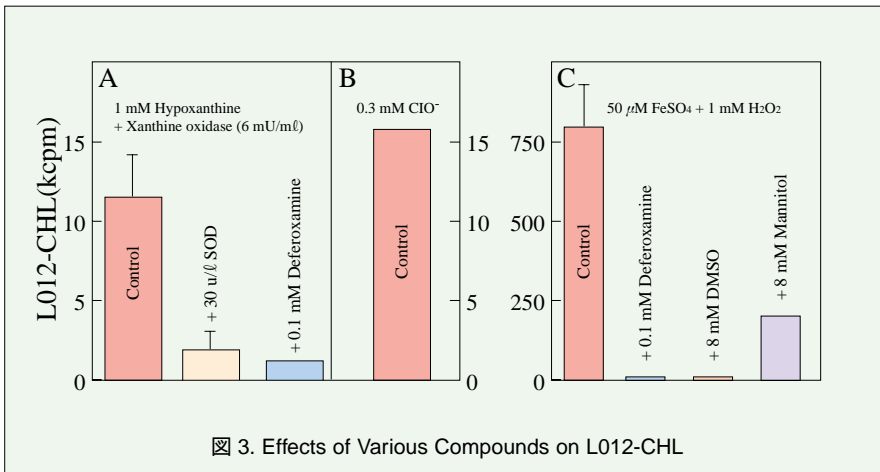 L012-CHL(kcpm)
A
1 mM Hypoxanthine
+ Xanthine oxidase (6 mU/mℓ)
15
10
5
0
Control
+ 30 u/ℓ SOD
+ 0.1 mM Deferoxamine
B
0.3 mM ClO-
Control
15
10
5
0
C
50 µM FeSO4 + 1 mM H2O2
750
500
250
0
Control
+ 0.1 mM Deferoxamine
+ 8 mM DMSO
+ 8 mM Mannitol
図 3. Effects of Various Compounds on L012-CHL